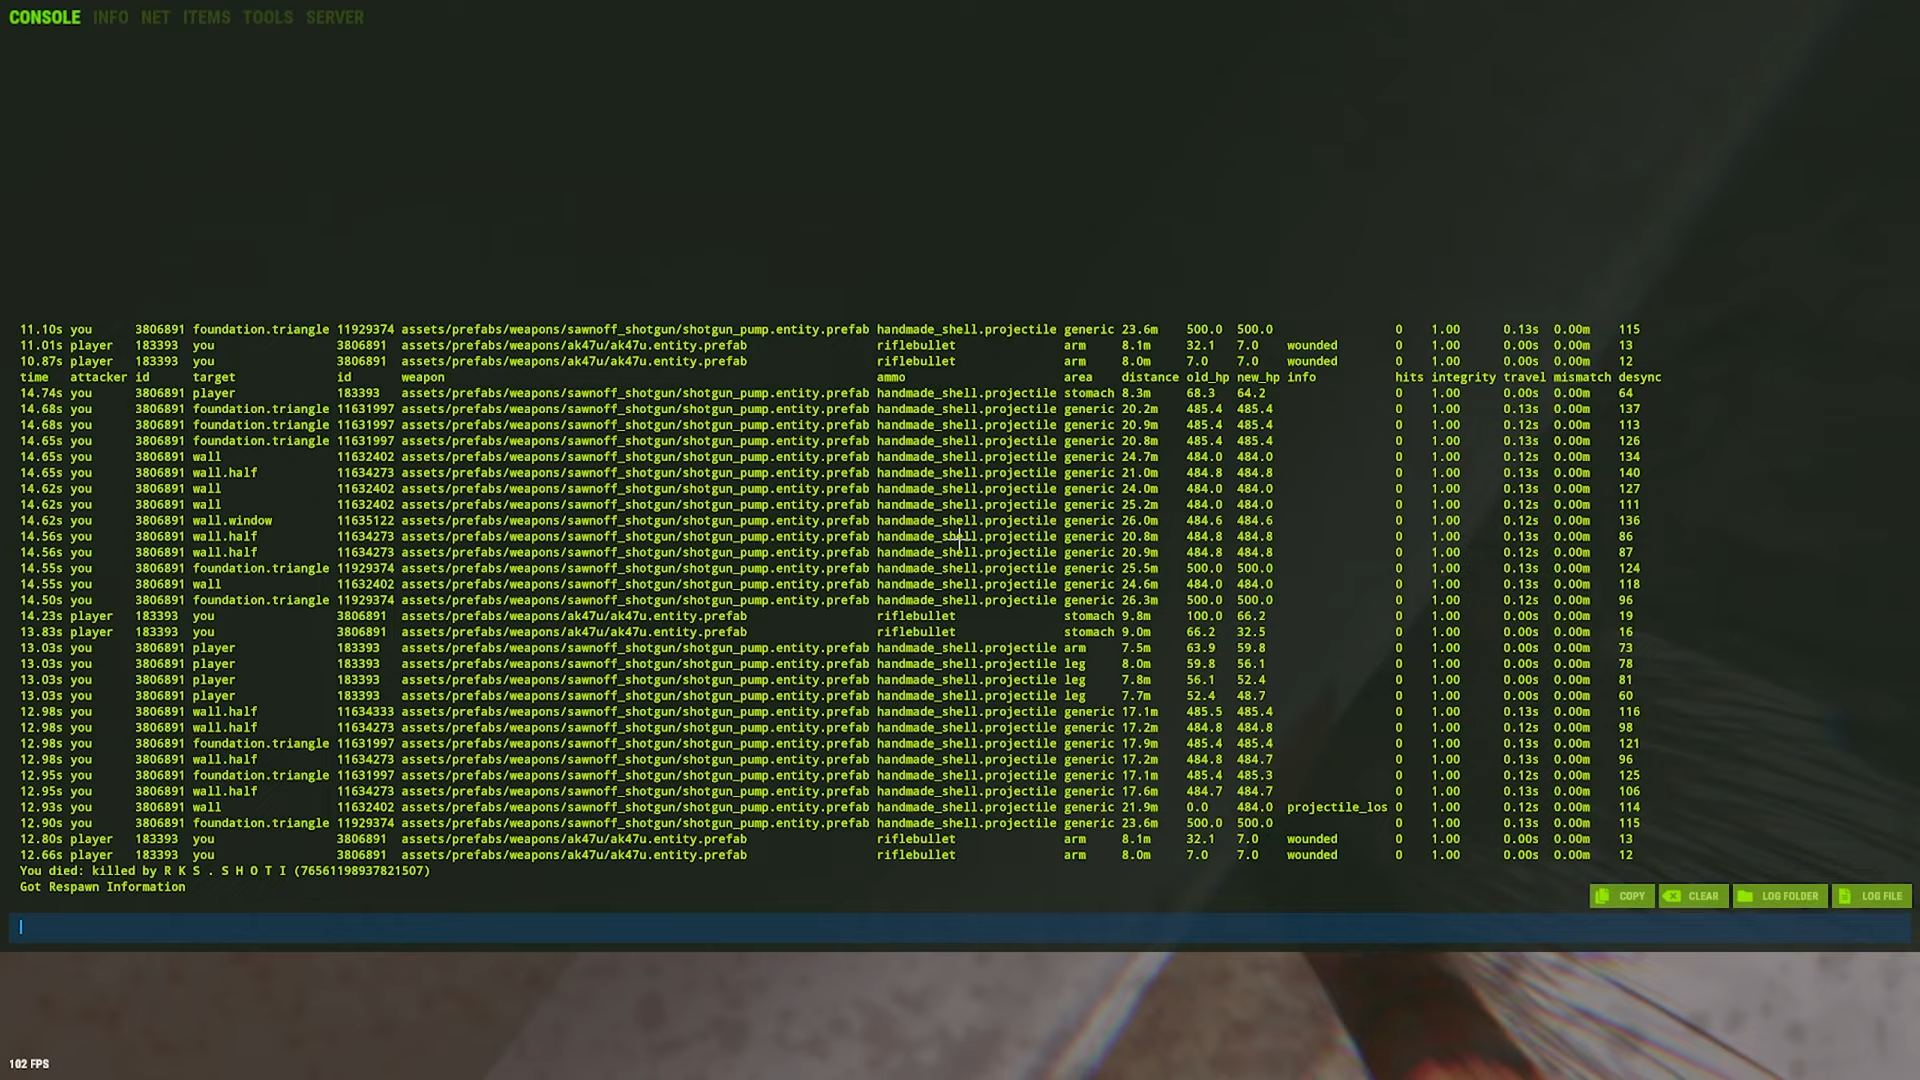 CONSOLE INFO NET ITEMS TOOLS SERVER
11.10s you 3806891 foundation.triangle 11929374 assets/prefabs/weapons/sawnoff_shotgun/shotgun_pump.entity.prefab handmade_shell.projectile generic 23.6m 500.0 500.0 0 1.00 0.13s 0.00m 115
11.01s player 183393 you 3806891 assets/prefabs/weapons/ak47u/ak47u.entity.prefab riflebullet arm 8.1m 32.1 7.0 wounded 0 1.00 0.00s 0.00m 13
10.87s player 183393 you 3806891 assets/prefabs/weapons/ak47u/ak47u.entity.prefab riflebullet arm 8.0m 7.0 7.0 wounded 0 1.00 0.00s 0.00m 12
time attacker id target id weapon ammo area distance old_hp new_hp info hits integrity travel mismatch desync
14.74s you 3806891 player 183393 assets/prefabs/weapons/sawnoff_shotgun/shotgun_pump.entity.prefab handmade_shell.projectile stomach 8.3m 68.3 64.2 0 1.00 0.00s 0.00m 64
14.68s you 3806891 foundation.triangle 11631997 assets/prefabs/weapons/sawnoff_shotgun/shotgun_pump.entity.prefab handmade_shell.projectile generic 20.2m 485.4 485.4 0 1.00 0.13s 0.00m 137
14.68s you 3806891 foundation.triangle 11631997 assets/prefabs/weapons/sawnoff_shotgun/shotgun_pump.entity.prefab handmade_shell.projectile generic 20.9m 485.4 485.4 0 1.00 0.12s 0.00m 113
14.65s you 3806891 foundation.triangle 11631997 assets/prefabs/weapons/sawnoff_shotgun/shotgun_pump.entity.prefab handmade_shell.projectile generic 20.8m 485.4 485.4 0 1.00 0.13s 0.00m 126
14.65s you 3806891 wall 11632402 assets/prefabs/weapons/sawnoff_shotgun/shotgun_pump.entity.prefab handmade_shell.projectile generic 24.7m 484.0 484.0 0 1.00 0.12s 0.00m 134
14.65s you 3806891 wall.half 11634273 assets/prefabs/weapons/sawnoff_shotgun/shotgun_pump.entity.prefab handmade_shell.projectile generic 21.0m 484.8 484.8 0 1.00 0.13s 0.00m 140
14.62s you 3806891 wall 11632402 assets/prefabs/weapons/sawnoff_shotgun/shotgun_pump.entity.prefab handmade_shell.projectile generic 24.0m 484.0 484.0 0 1.00 0.13s 0.00m 127
14.62s you 3806891 wall 11632402 assets/prefabs/weapons/sawnoff_shotgun/shotgun_pump.entity.prefab handmade_shell.projectile generic 25.2m 484.0 484.0 0 1.00 0.12s 0.00m 111
14.62s you 3806891 wall.window 11635122 assets/prefabs/weapons/sawnoff_shotgun/shotgun_pump.entity.prefab handmade_shell.projectile generic 26.0m 484.6 484.6 0 1.00 0.12s 0.00m 136
14.56s you 3806891 wall.half 11634273 assets/prefabs/weapons/sawnoff_shotgun/shotgun_pump.entity.prefab handmade_shell.projectile generic 20.8m 484.8 484.8 0 1.00 0.13s 0.00m 86
14.56s you 3806891 wall.half 11634273 assets/prefabs/weapons/sawnoff_shotgun/shotgun_pump.entity.prefab handmade_shell.projectile generic 20.9m 484.8 484.8 0 1.00 0.12s 0.00m 87
14.55s you 3806891 foundation.triangle 11929374 assets/prefabs/weapons/sawnoff_shotgun/shotgun_pump.entity.prefab handmade_shell.projectile generic 25.5m 500.0 500.0 0 1.00 0.13s 0.00m 124
14.55s you 3806891 wall 11632402 assets/prefabs/weapons/sawnoff_shotgun/shotgun_pump.entity.prefab handmade_shell.projectile generic 24.6m 484.0 484.0 0 1.00 0.13s 0.00m 118
14.50s you 3806891 foundation.triangle 11929374 assets/prefabs/weapons/sawnoff_shotgun/shotgun_pump.entity.prefab handmade_shell.projectile generic 26.3m 500.0 500.0 0 1.00 0.12s 0.00m 96
14.23s player 183393 you 3806891 assets/prefabs/weapons/ak47u/ak47u.entity.prefab riflebullet stomach 9.8m 100.0 66.2 0 1.00 0.00s 0.00m 19
13.83s player 183393 you 3806891 assets/prefabs/weapons/ak47u/ak47u.entity.prefab riflebullet stomach 9.0m 66.2 32.5 0 1.00 0.00s 0.00m 16
13.03s you 3806891 player 183393 assets/prefabs/weapons/sawnoff_shotgun/shotgun_pump.entity.prefab handmade_shell.projectile arm 7.5m 63.9 59.8 0 1.00 0.00s 0.00m 73
13.03s you 3806891 player 183393 assets/prefabs/weapons/sawnoff_shotgun/shotgun_pump.entity.prefab handmade_shell.projectile leg 8.0m 59.8 56.1 0 1.00 0.00s 0.00m 78
13.03s you 3806891 player 183393 assets/prefabs/weapons/sawnoff_shotgun/shotgun_pump.entity.prefab handmade_shell.projectile leg 7.8m 56.1 52.4 0 1.00 0.00s 0.00m 81
13.03s you 3806891 player 183393 assets/prefabs/weapons/sawnoff_shotgun/shotgun_pump.entity.prefab handmade_shell.projectile leg 7.7m 52.4 48.7 0 1.00 0.00s 0.00m 60
12.98s you 3806891 wall.half 11634333 assets/prefabs/weapons/sawnoff_shotgun/shotgun_pump.entity.prefab handmade_shell.projectile generic 17.1m 485.5 485.4 0 1.00 0.13s 0.00m 116
12.98s you 3806891 wall.half 11634273 assets/prefabs/weapons/sawnoff_shotgun/shotgun_pump.entity.prefab handmade_shell.projectile generic 17.2m 484.8 484.8 0 1.00 0.12s 0.00m 98
12.98s you 3806891 foundation.triangle 11631997 assets/prefabs/weapons/sawnoff_shotgun/shotgun_pump.entity.prefab handmade_shell.projectile generic 17.9m 485.4 485.4 0 1.00 0.13s 0.00m 121
12.98s you 3806891 wall.half 11634273 assets/prefabs/weapons/sawnoff_shotgun/shotgun_pump.entity.prefab handmade_shell.projectile generic 17.2m 484.8 484.7 0 1.00 0.13s 0.00m 96
12.95s you 3806891 foundation.triangle 11631997 assets/prefabs/weapons/sawnoff_shotgun/shotgun_pump.entity.prefab handmade_shell.projectile generic 17.1m 485.4 485.3 0 1.00 0.12s 0.00m 125
12.95s you 3806891 wall.half 11634273 assets/prefabs/weapons/sawnoff_shotgun/shotgun_pump.entity.prefab handmade_shell.projectile generic 17.6m 484.7 484.7 0 1.00 0.13s 0.00m 106
12.93s you 3806891 wall 11632402 assets/prefabs/weapons/sawnoff_shotgun/shotgun_pump.entity.prefab handmade_shell.projectile generic 21.9m 0.0 484.0 projectile_los 0 1.00 0.12s 0.00m 114
12.90s you 3806891 foundation.triangle 11929374 assets/prefabs/weapons/sawnoff_shotgun/shotgun_pump.entity.prefab handmade_shell.projectile generic 23.6m 500.0 500.0 0 1.00 0.13s 0.00m 115
12.80s player 183393 you 3806891 assets/prefabs/weapons/ak47u/ak47u.entity.prefab riflebullet arm 8.1m 32.1 7.0 wounded 0 1.00 0.00s 0.00m 13
12.66s player 183393 you 3806891 assets/prefabs/weapons/ak47u/ak47u.entity.prefab riflebullet arm 8.0m 7.0 7.0 wounded 0 1.00 0.00s 0.00m 12
You died: killed by R K S . S H O T I (76561198937821507)
Got Respawn Information
COPY CLEAR LOG FOLDER LOG FILE
102 FPS